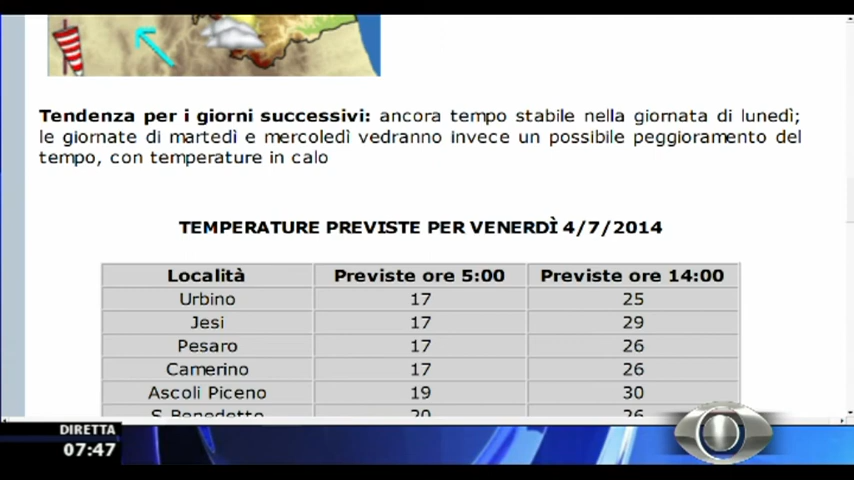 Tendenza per i giorni successivi: ancora tempo stabile nella giornata di lunedì;
le giornate di martedì e mercoledì vedranno invece un possibile peggioramento del
tempo, con temperature in calo
TEMPERATURE PREVISTE PER VENERDÌ 4/7/2014
Località Previste ore 5:00 Previste ore 14:00
Urbino 17 25
Jesi 17 29
Pesaro 17 26
Camerino 17 26
Ascoli Piceno 19 30
S.Benedetto 20 26
DIRETTA
07:47